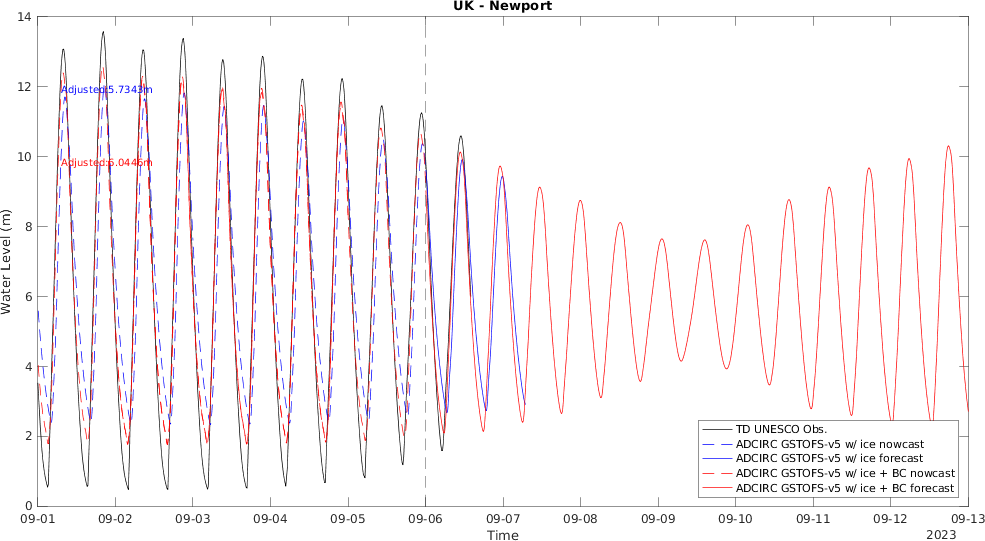 UK - Newport
14
12
10
8
6
4
2
0
Water Level (m)
Adjusted:5.7343m
Adjusted:5.0446m
TD UNESCO Obs.
ADCIRC GSTOFS-v5 w/ ice nowcast
ADCIRC GSTOFS-v5 w/ ice forecast
ADCIRC GSTOFS-v5 w/ ice + BC nowcast
ADCIRC GSTOFS-v5 w/ ice + BC forecast
09-01 09-02 09-03 09-04 09-05 09-06 09-07 09-08 09-09 09-10 09-11 09-12 09-13
Time
2023